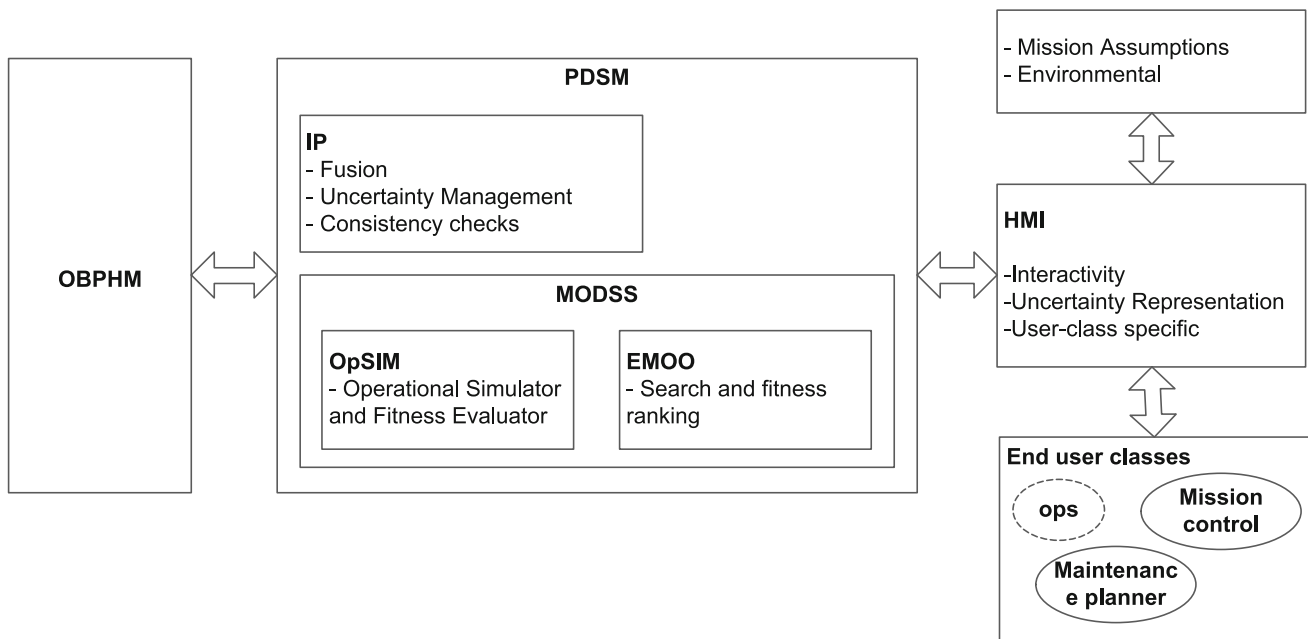 OBPHM
PDSM
IP
- Fusion
- Uncertainty Management
- Consistency checks
MODSS
OpSIM
- Operational Simulator
and Fitness Evaluator
EMOO
- Search and fitness
ranking
- Mission Assumptions
- Environmental
HMI
-Interactivity
-Uncertainty Representation
-User-class specific
End user classes
ops
Mission
control
Maintenanc
e planner